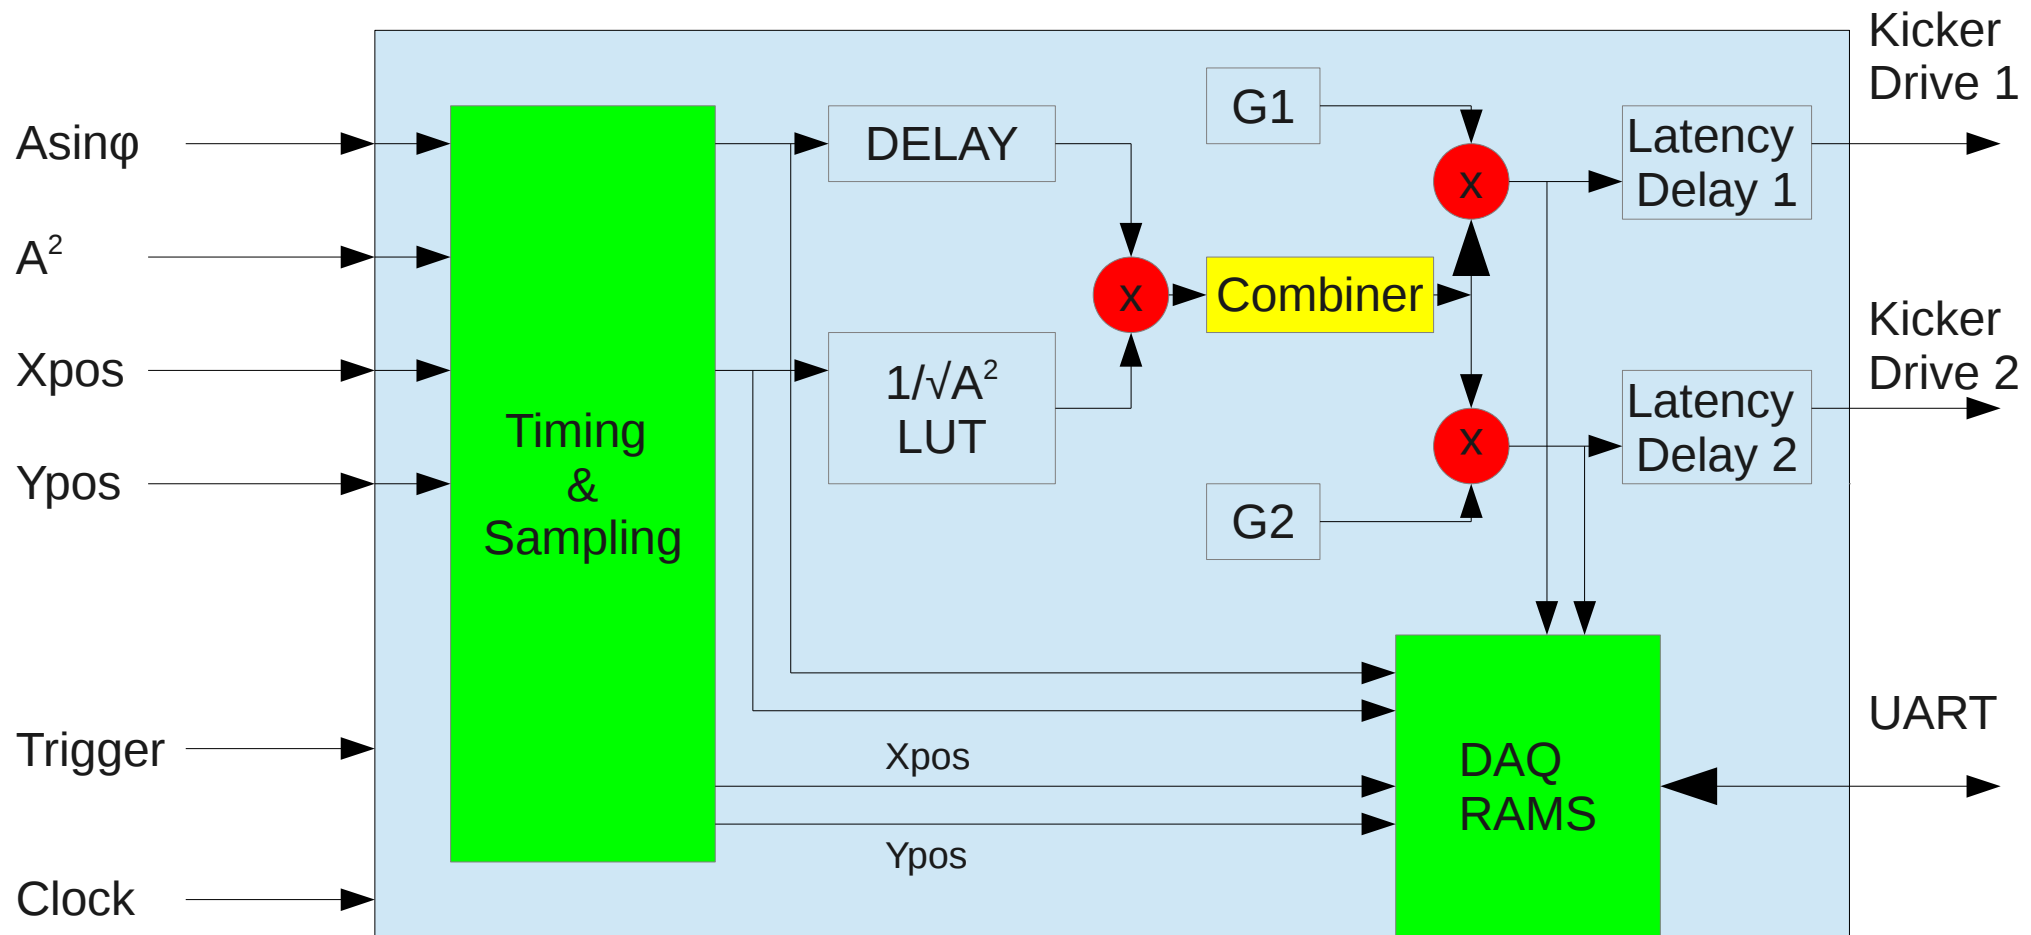 Asinφ
A²
Xpos
Ypos
Trigger
Clock
Timing
&
Sampling
DELAY
1/√A²
LUT
x
Combiner
G1
x
x
G2
Latency
Delay 1
Latency
Delay 2
Xpos
Ypos
DAQ
RAMS
Kicker
Drive 1
Kicker
Drive 2
UART